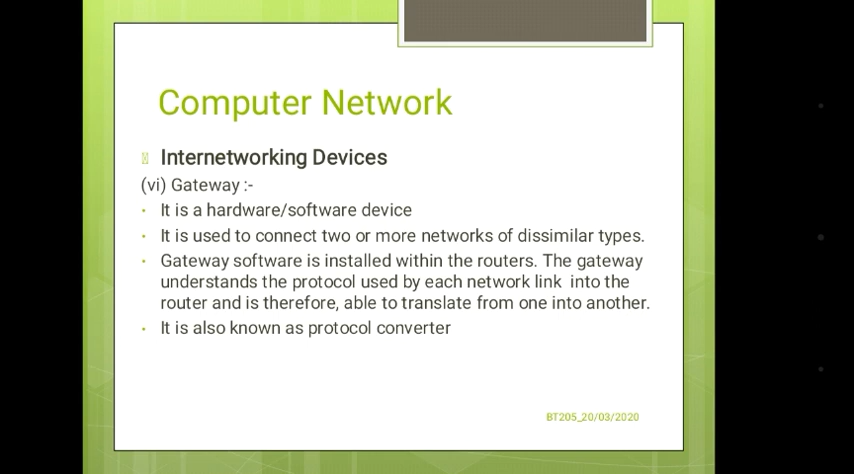 Computer Network
Internetworking Devices
(vi) Gateway :-
• It is a hardware/software device
• It is used to connect two or more networks of dissimilar types.
• Gateway software is installed within the routers. The gateway
understands the protocol used by each network link into the
router and is therefore, able to translate from one into another.
• It is also known as protocol converter
BT205_20/03/2020